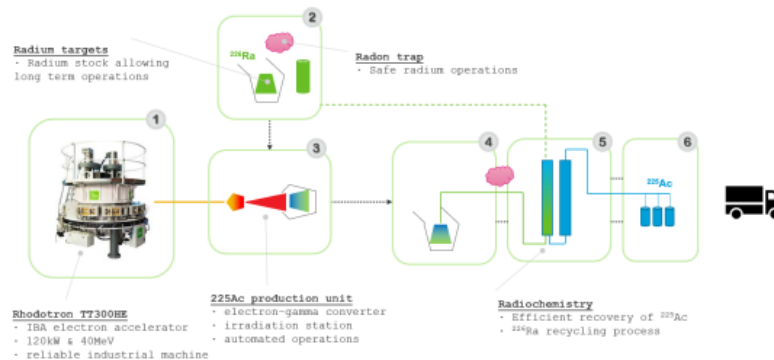 2
Radium targets
· Radium stock allowing
long term operations
²²⁶Ra
Radon trap
· Safe radium operations
1
3
4
5
6
²²⁵Ac
Rhodotron TT300HE
· IBA electron accelerator
· 120kW & 40MeV
· reliable industrial machine
225Ac production unit
· electron-gamma converter
· irradiation station
· automated operations
Radiochemistry
· Efficient recovery of ²²⁵Ac
· ²²⁶Ra recycling process